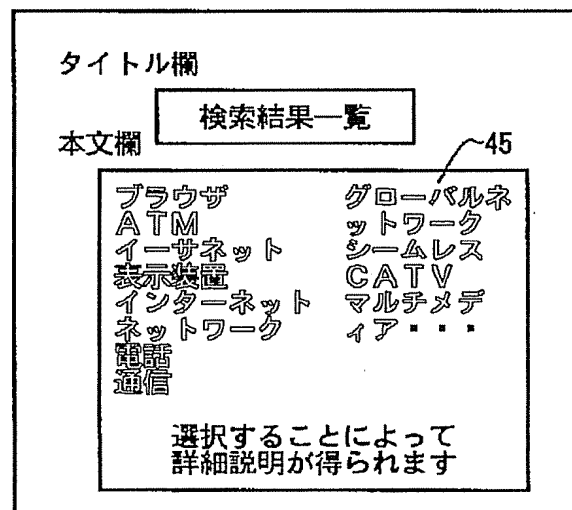 タイトル欄
検索結果一覧
本文欄
45
ブラウザ
ATM
イーサネット
表示装置
インターネット
ネットワーク
電話
通信
グローバルネ
ットワーク
シームレス
CATV
マルチメデ
ィア・・・
選択することによって
詳細説明が得られます